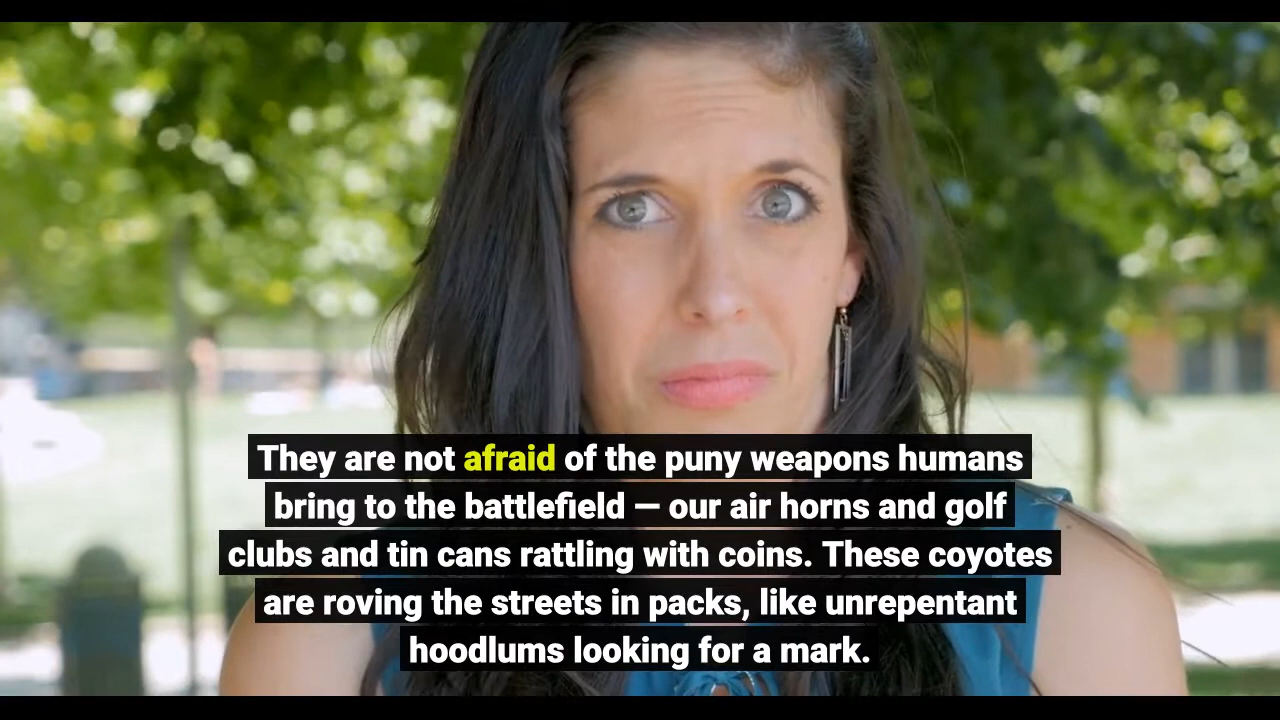 They are not afraid of the puny weapons humans
bring to the battlefield — our air horns and golf
clubs and tin cans rattling with coins. These coyotes
are roving the streets in packs, like unrepentant
hoodlums looking for a mark.